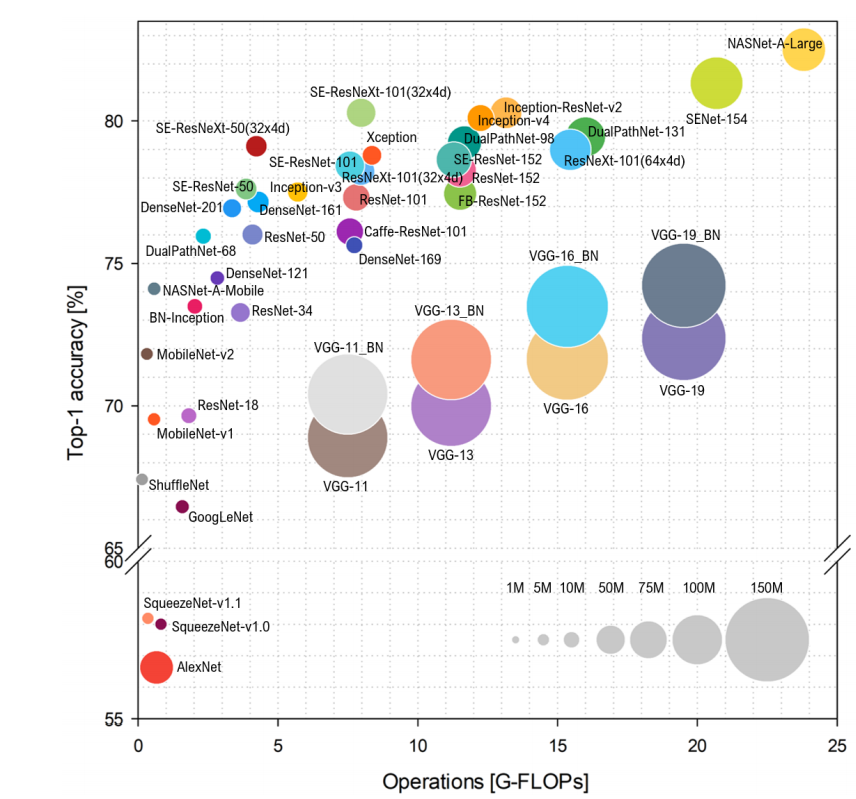 NASNet-A-Large
SE-ResNeXt-101(32x4d)
Inception-ResNet-v2
80
SENet-154
Inception-v4
SE-ResNeXt-50(32x4d)
DualPathNet-131
Xception
DualPathNet-98
SE-ResNet-101
SE-ResNet-152
ResNeXt-101(64x4d)
ResNeXt-101(32x4d)
ResNet-152
SE-ResNet-50
Inception-v3
ResNet-101
FB-ResNet-152
DenseNet-201
DenseNet-161
Caffe-ResNet-101
VGG-19_BN
ResNet-50
DualPathNet-68
VGG-16_BN
DenseNet-169
75
DenseNet-121
NASNet-A-Mobile
BN-Inception
ResNet-34
VGG-13_BN
VGG-11_BN
MobileNet-v2
VGG-19
70
ResNet-18
VGG-16
MobileNet-v1
VGG-13
ShuffleNet
VGG-11
GoogLeNet
65
60
1M 5M 10M 50M 75M 100M 150M
SqueezeNet-v1.1
SqueezeNet-v1.0
AlexNet
55
0 5 10 15 20 25
Top-1 accuracy [%]
Operations [G-FLOPs]